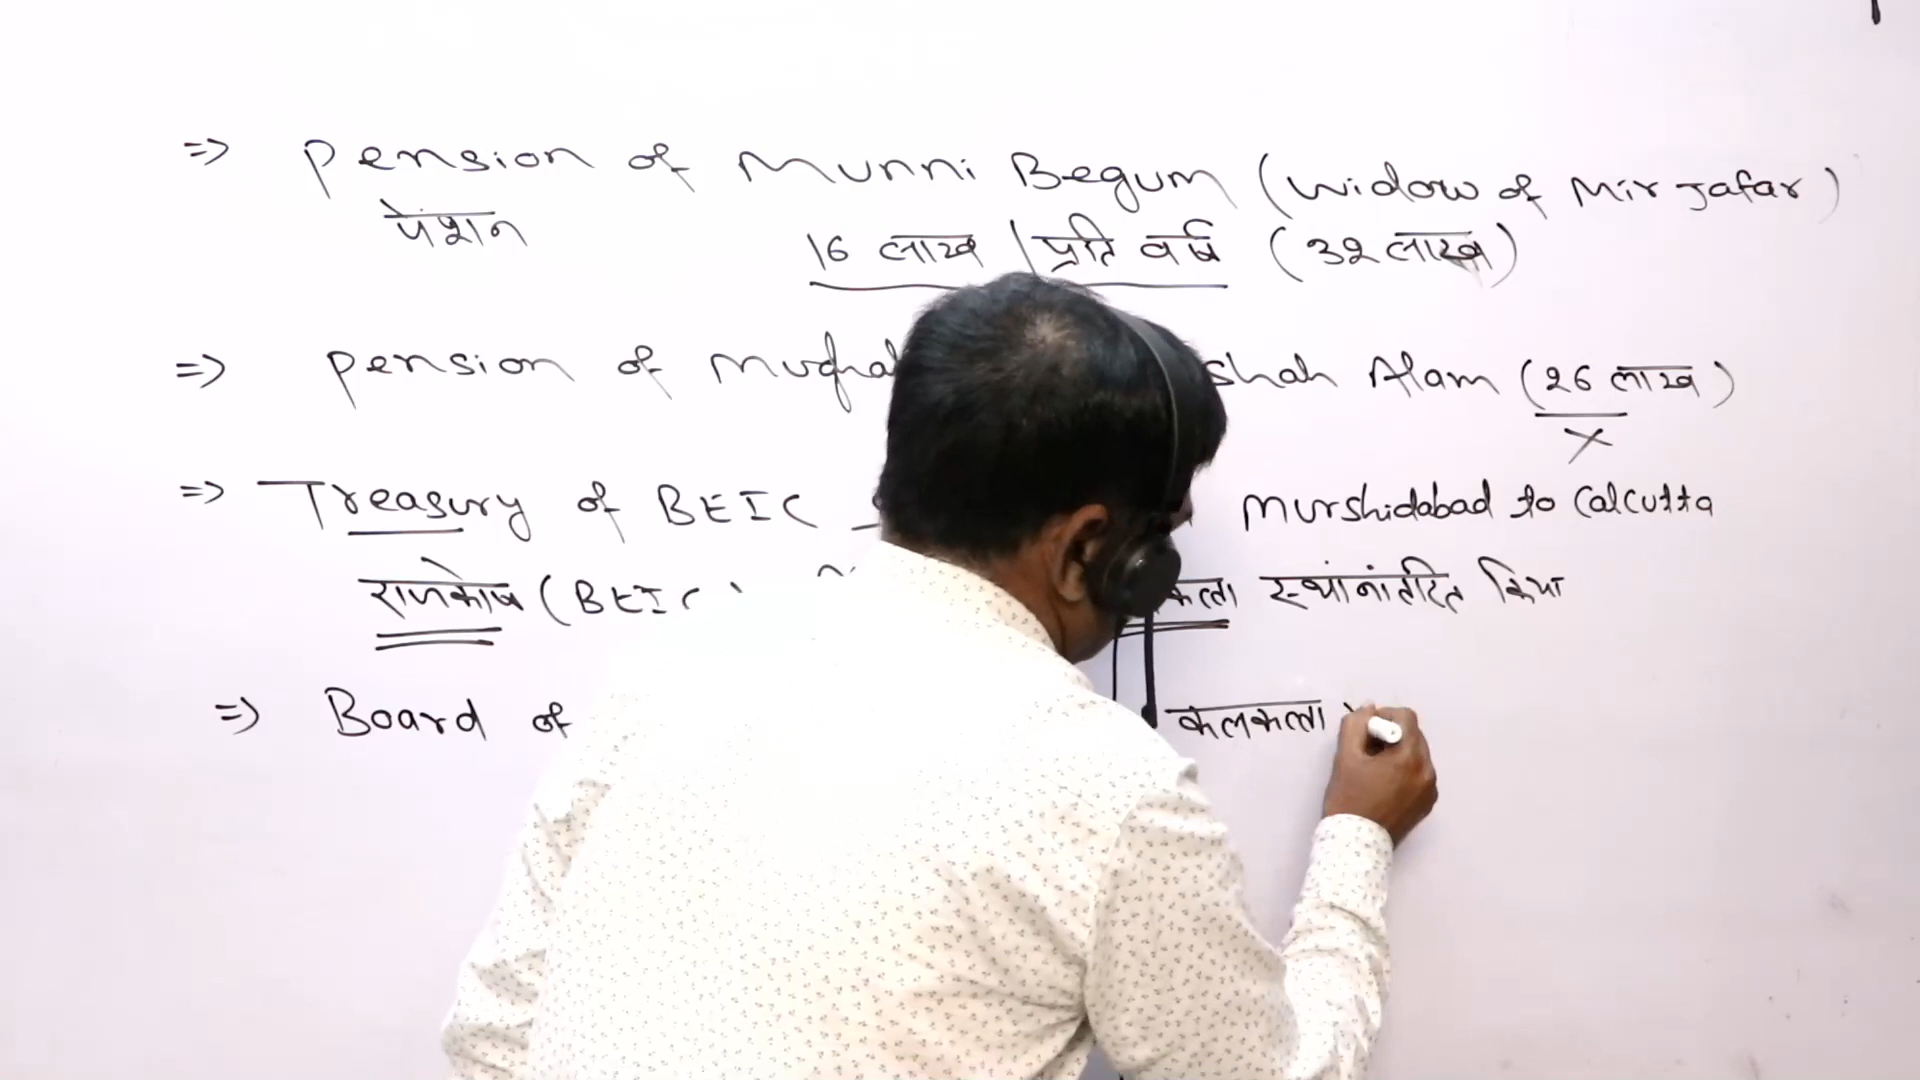 => Pension of Munni Begum (Widow of Mir Jafar)
पेंशन 16 लाख / प्रति वर्ष (32 लाख)
=> Pension of Mughal shah Alam (26 लाख)
X
=> Treasury of BEIC Murshidabad to Calcutta
राजकोष (BEIC स्थांनांतरित किया
=> Board of कलकत्ता